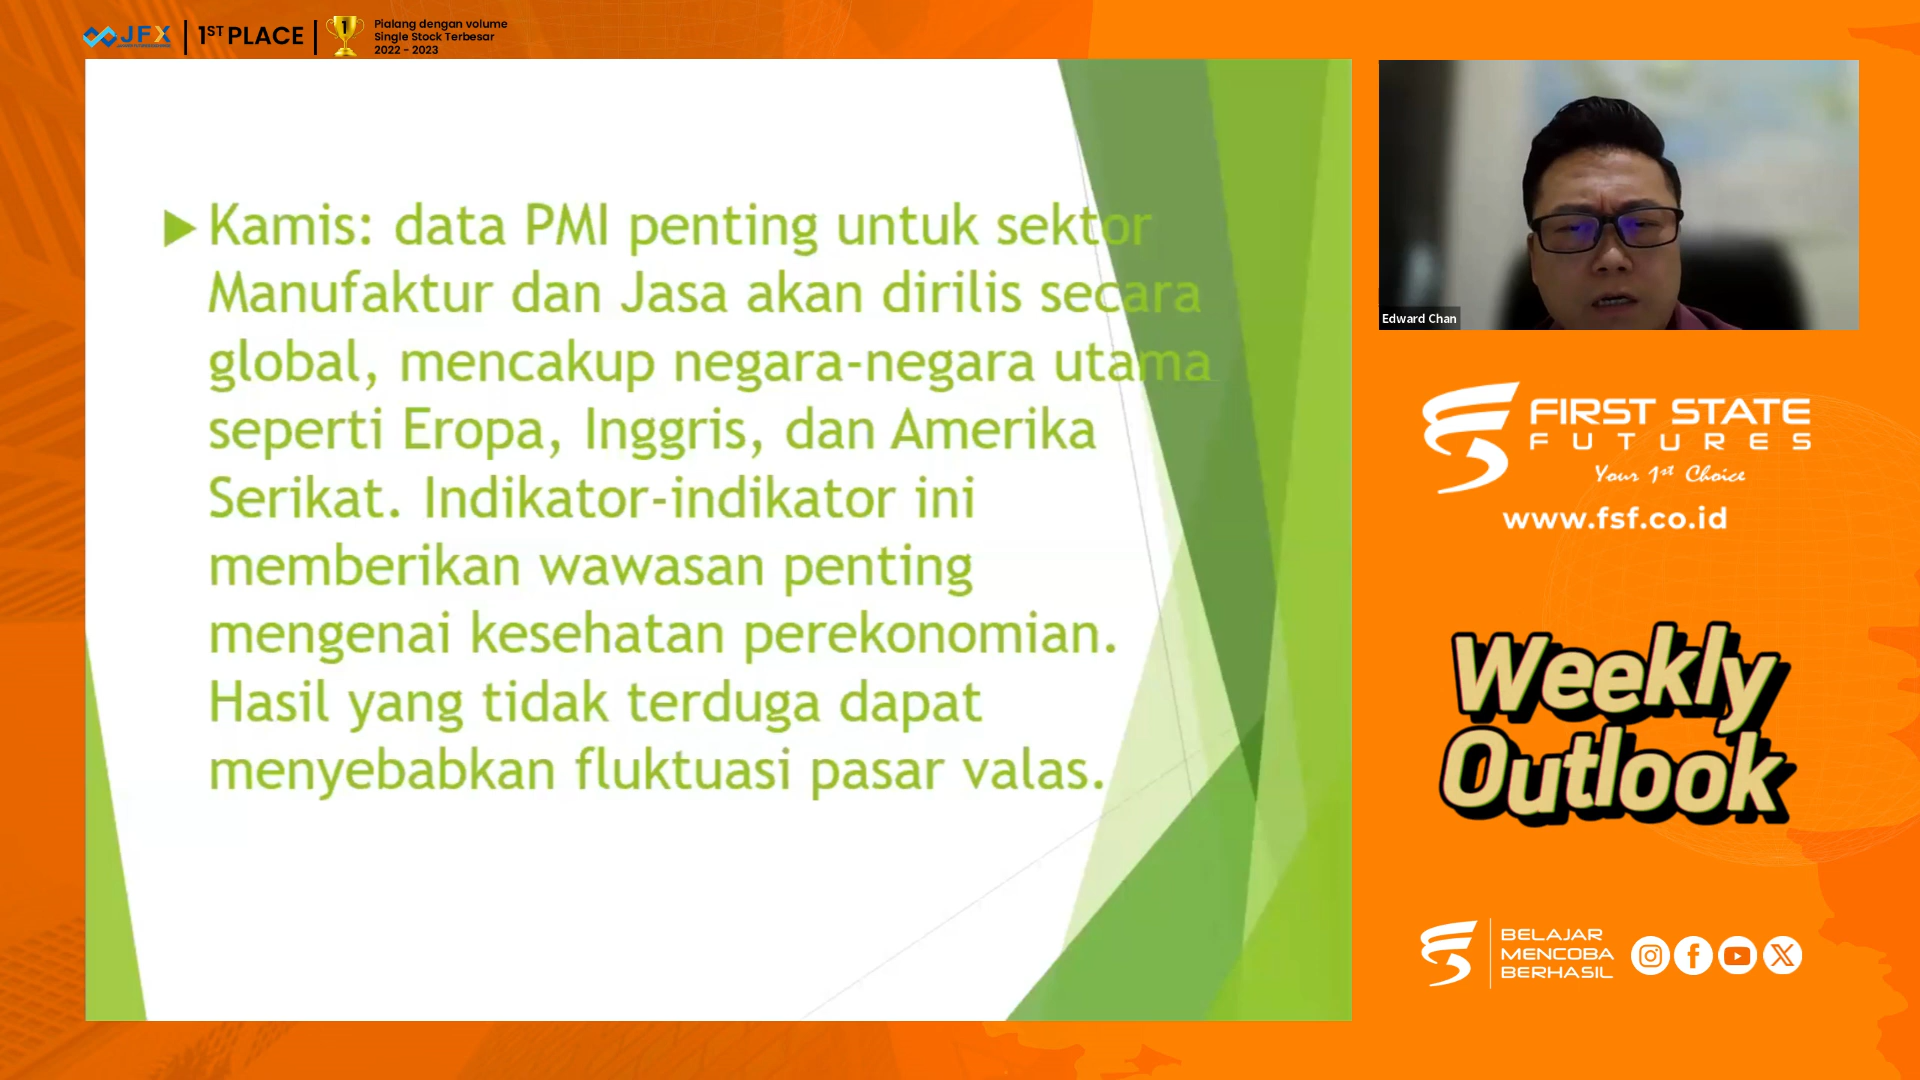 JFX
1ST PLACE
1
Pialang dengan volume
Single Stock Terbesar
2022 - 2023
Kamis: data PMI penting untuk sektor
Manufaktur dan Jasa akan dirilis secara
global, mencakup negara-negara utama
seperti Eropa, Inggris, dan Amerika
Serikat. Indikator-indikator ini
memberikan wawasan penting
mengenai kesehatan perekonomian.
Hasil yang tidak terduga dapat
menyebabkan fluktuasi pasar valas.
Edward Chan
FIRST STATE
FUTURES
Your 1st Choice
www.fsf.co.id
Weekly
Outlook
BELAJAR
MENCOBA
BERHASIL